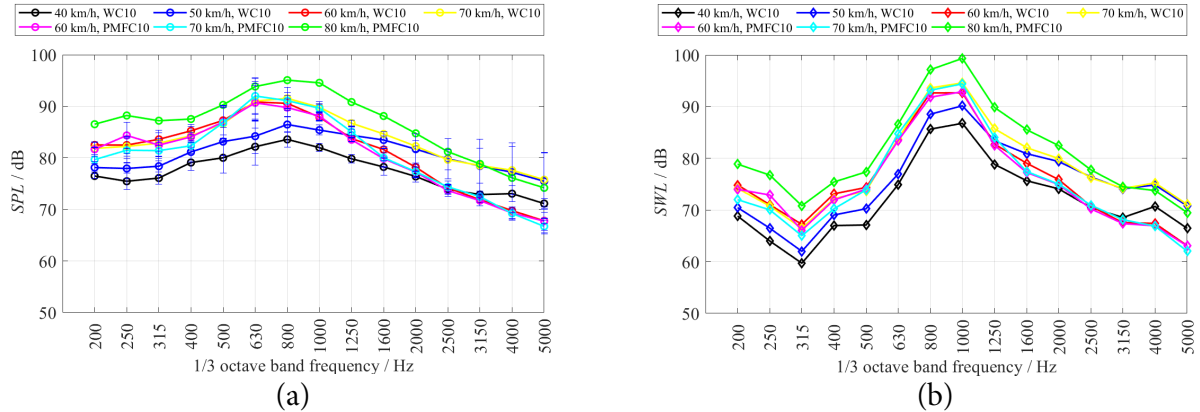 40 km/h, WC10 50 km/h, WC10 60 km/h, WC10 70 km/h, WC10
60 km/h, PMFC10 70 km/h, PMFC10 80 km/h, PMFC10
100
90
80
70
60
50
SPL / dB
200 250 315 400 500 630 800 1000 1250 1600 2000 2500 3150 4000 5000
1/3 octave band frequency / Hz
(a)
40 km/h, WC10 50 km/h, WC10 60 km/h, WC10 70 km/h, WC10
60 km/h, PMFC10 70 km/h, PMFC10 80 km/h, PMFC10
100
90
80
70
60
50
SWL / dB
200 250 315 400 500 630 800 1000 1250 1600 2000 2500 3150 4000 5000
1/3 octave band frequency / Hz
(b)